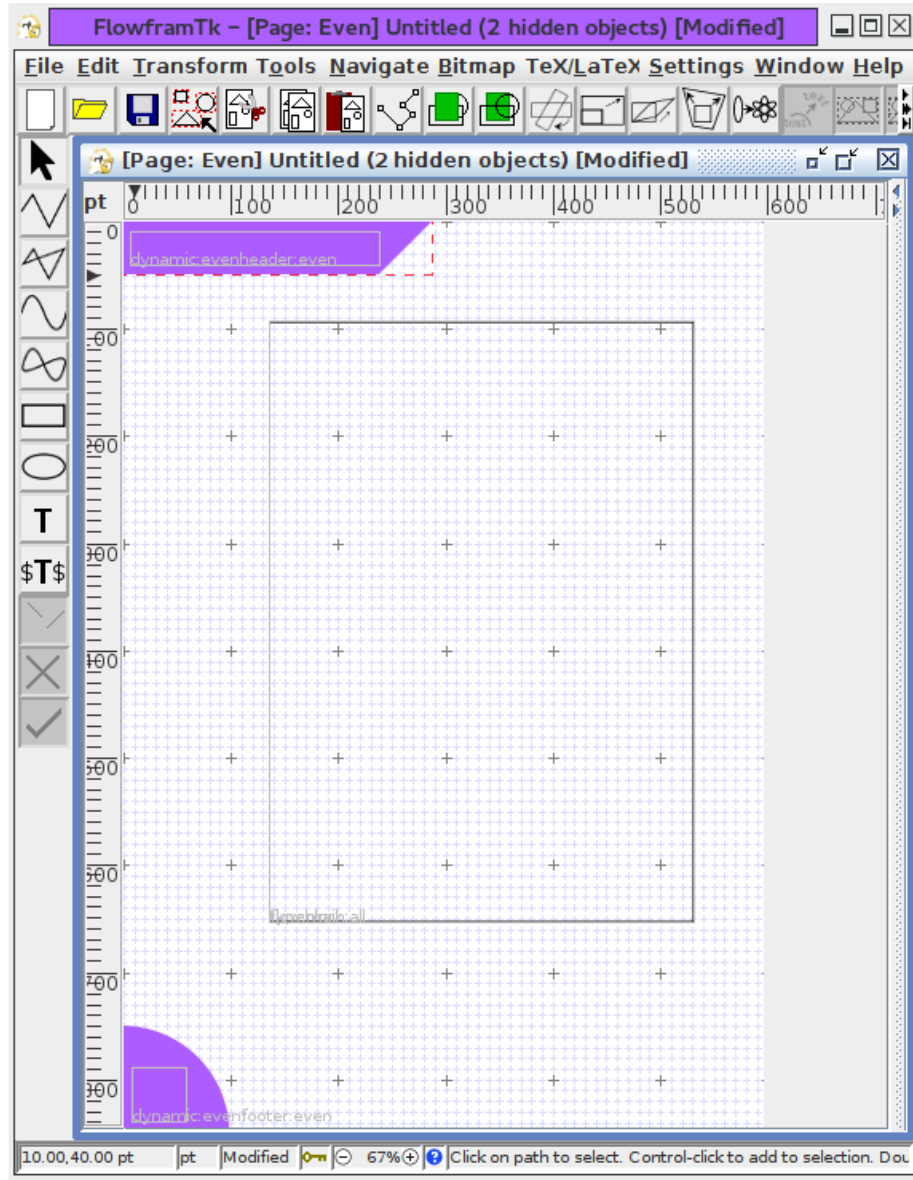 FlowframTk – [Page: Even] Untitled (2 hidden objects) [Modified]
File Edit Transform Tools Navigate Bitmap TeX/LaTeX Settings Window Help
[Page: Even] Untitled (2 hidden objects) [Modified]
pt 0 100 200 300 400 500 600
0
dynamic:evenheader:even
T
$T$
dynamic:evenfooter:even
10.00,40.00 pt pt Modified 67% Click on path to select. Control-click to add to selection. Dou